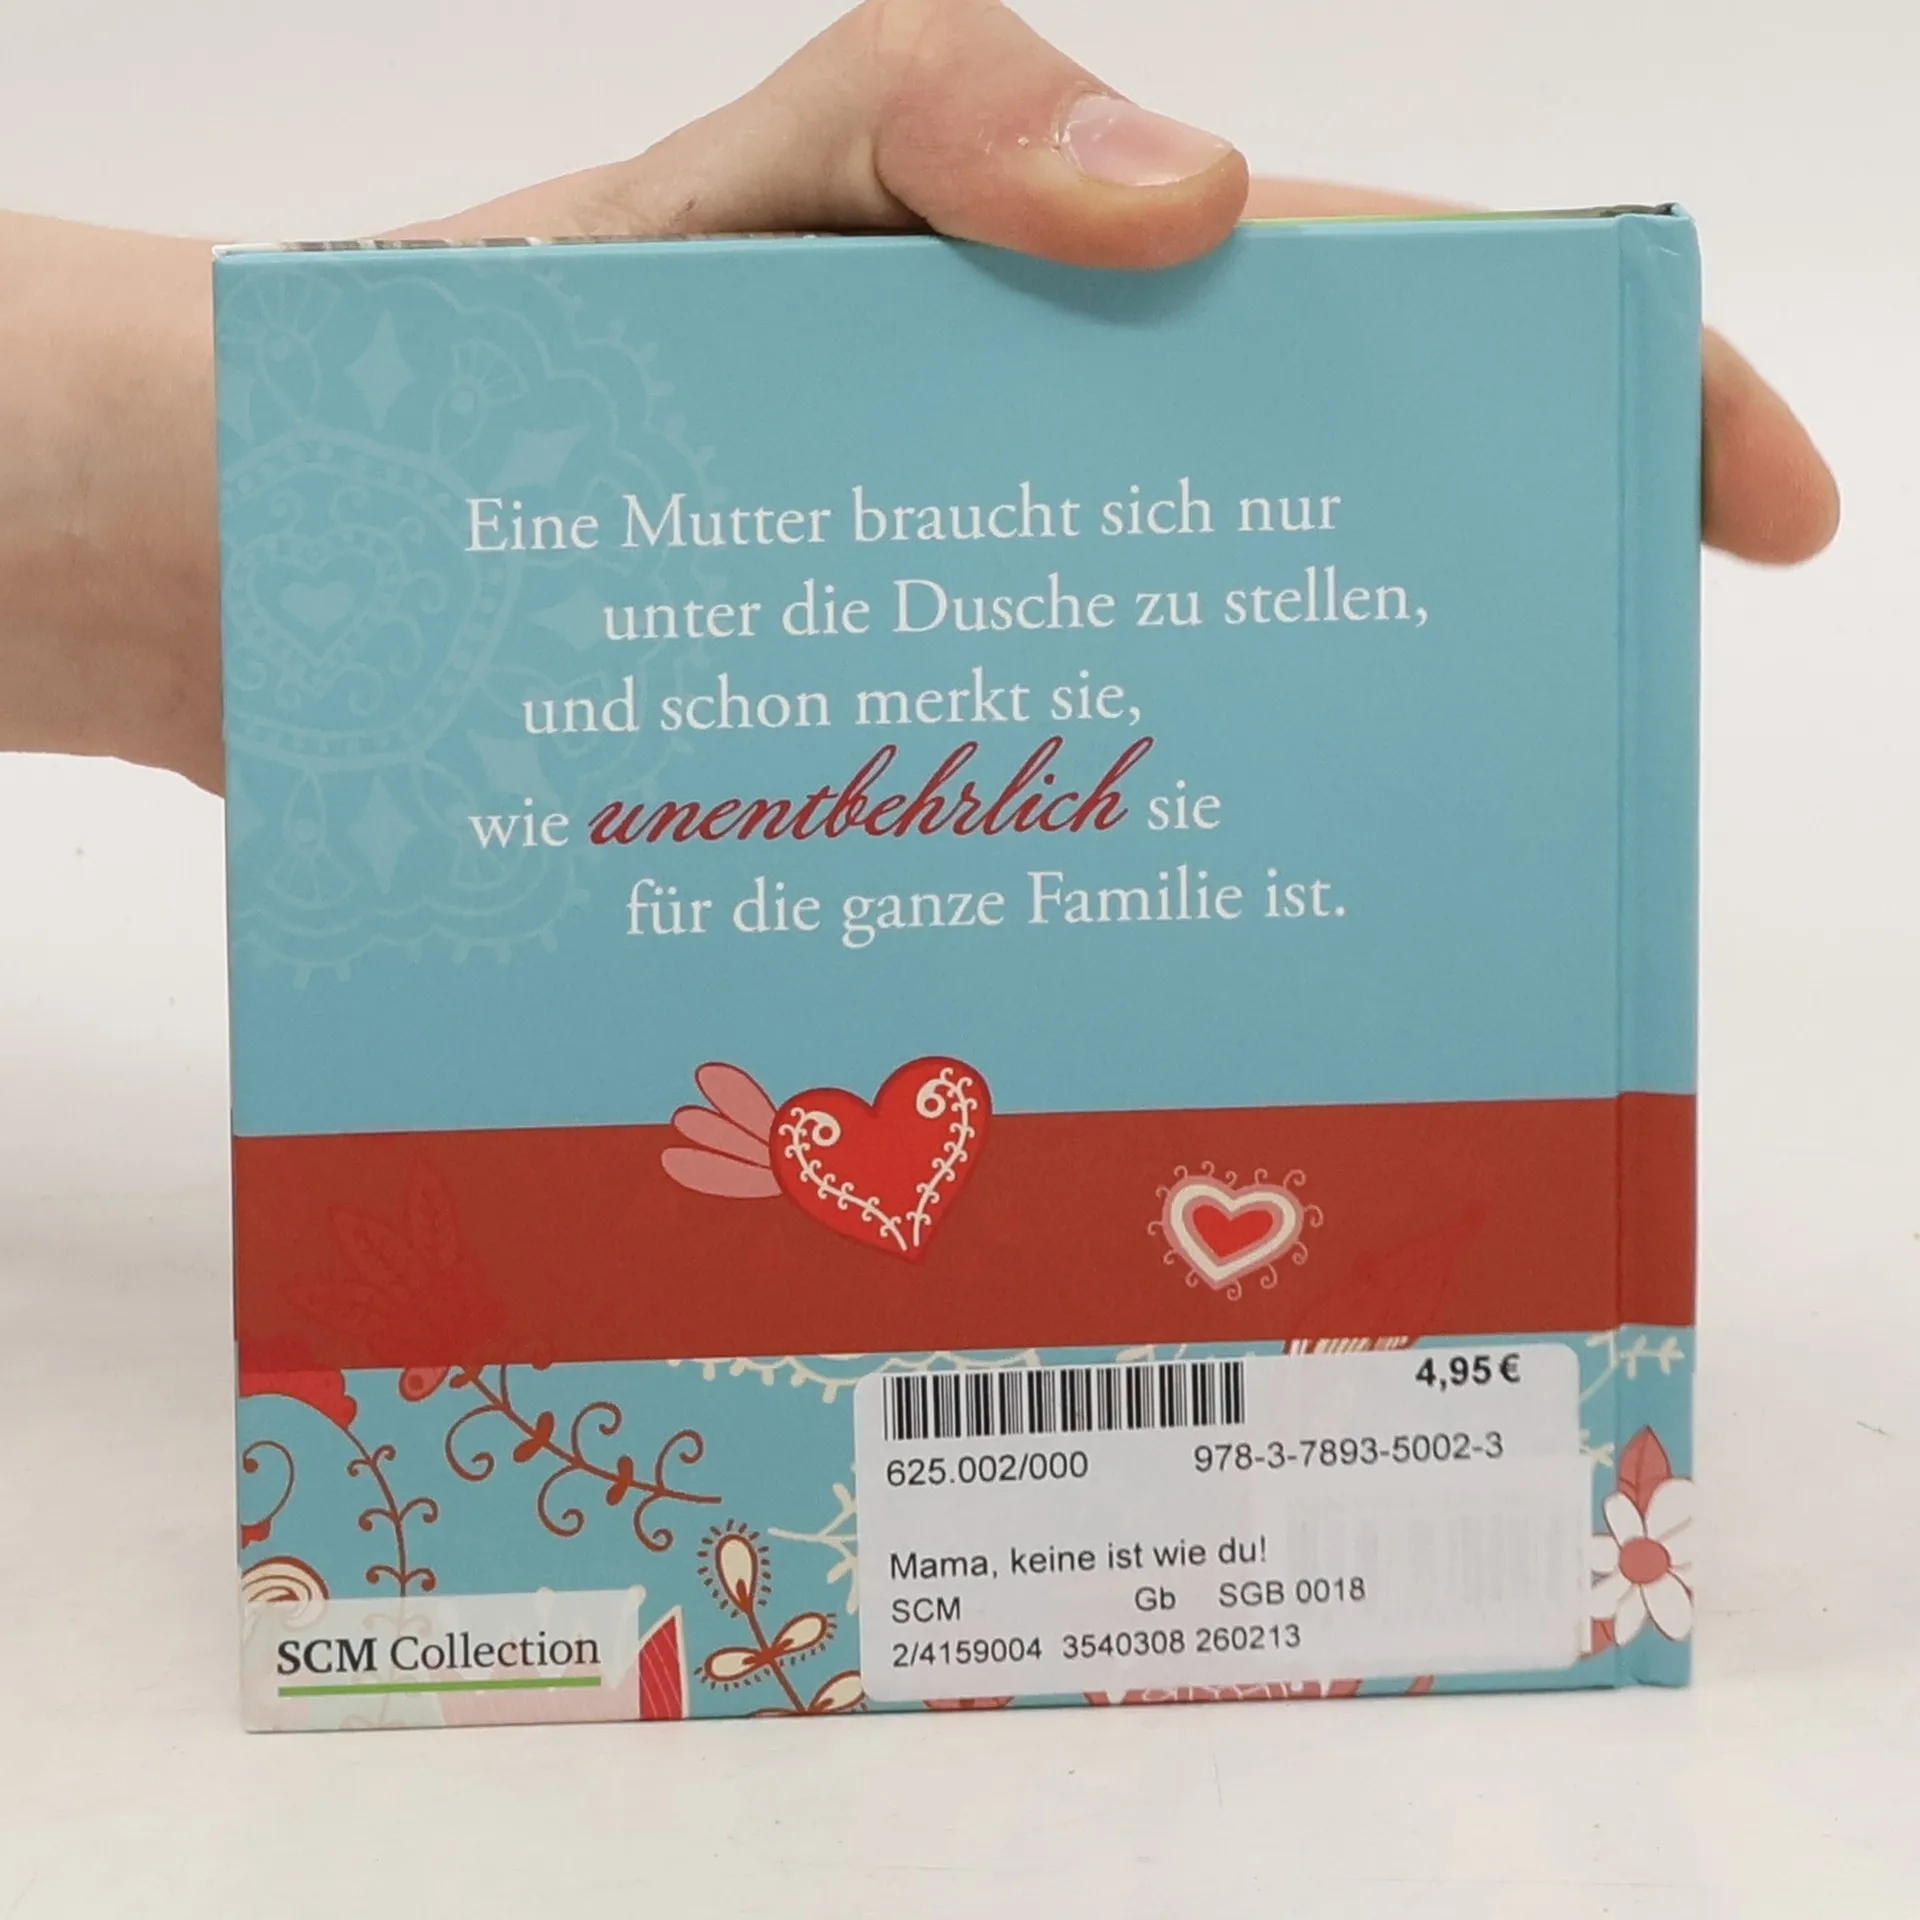 Eine Mutter braucht sich nur
unter die Dusche zu stellen,
und schon merkt sie,
wie unentbehrlich sie
für die ganze Familie ist.
4,95 €
625.002/000 978-3-7893-5002-3
Mama, keine ist wie du!
SCM Gb SGB 0018
2/4159004 3540308 260213
SCM Collection